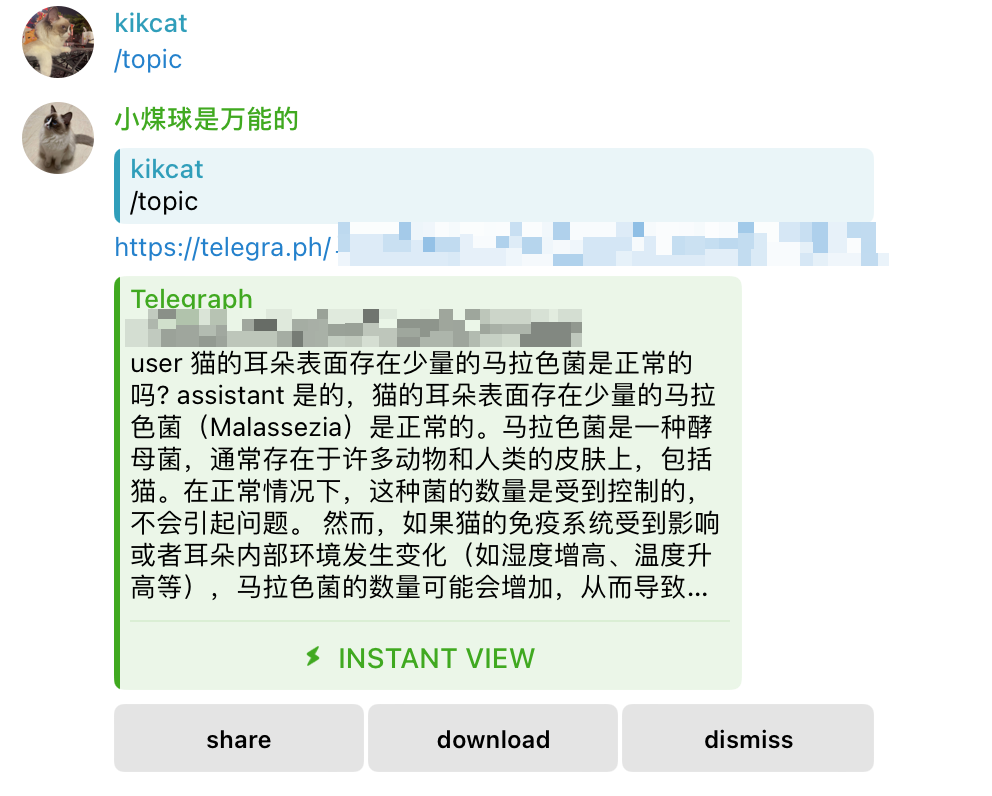 kikcat
/topic
小煤球是万能的
kikcat
/topic
https://telegra.ph/
Telegraph
user 猫的耳朵表面存在少量的马拉色菌是正常的
吗? assistant 是的，猫的耳朵表面存在少量的马拉
色菌（Malassezia）是正常的。马拉色菌是一种酵
母菌，通常存在于许多动物和人类的皮肤上，包括
猫。在正常情况下，这种菌的数量是受到控制的，
不会引起问题。 然而，如果猫的免疫系统受到影响
或者耳朵内部环境发生变化（如湿度增高、温度升
高等），马拉色菌的数量可能会增加，从而导致...
INSTANT VIEW
share
download
dismiss